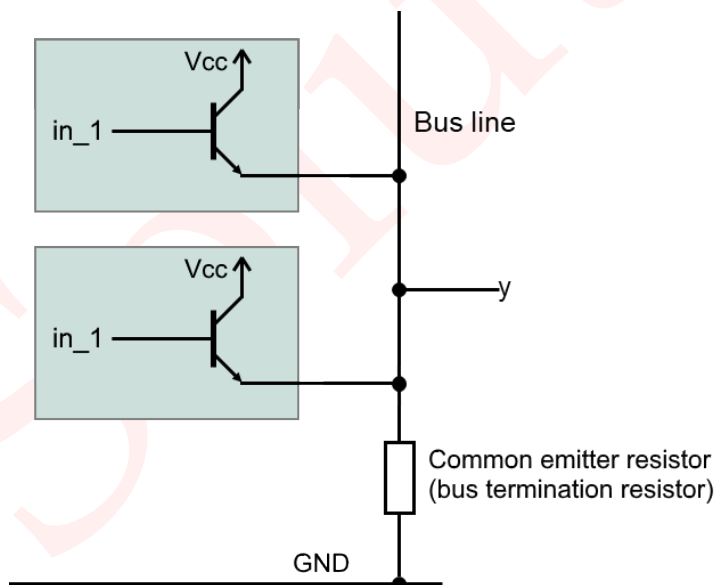 Vcc
in_1
Bus line
Vcc
in_1
y
Common emitter resistor
(bus termination resistor)
GND